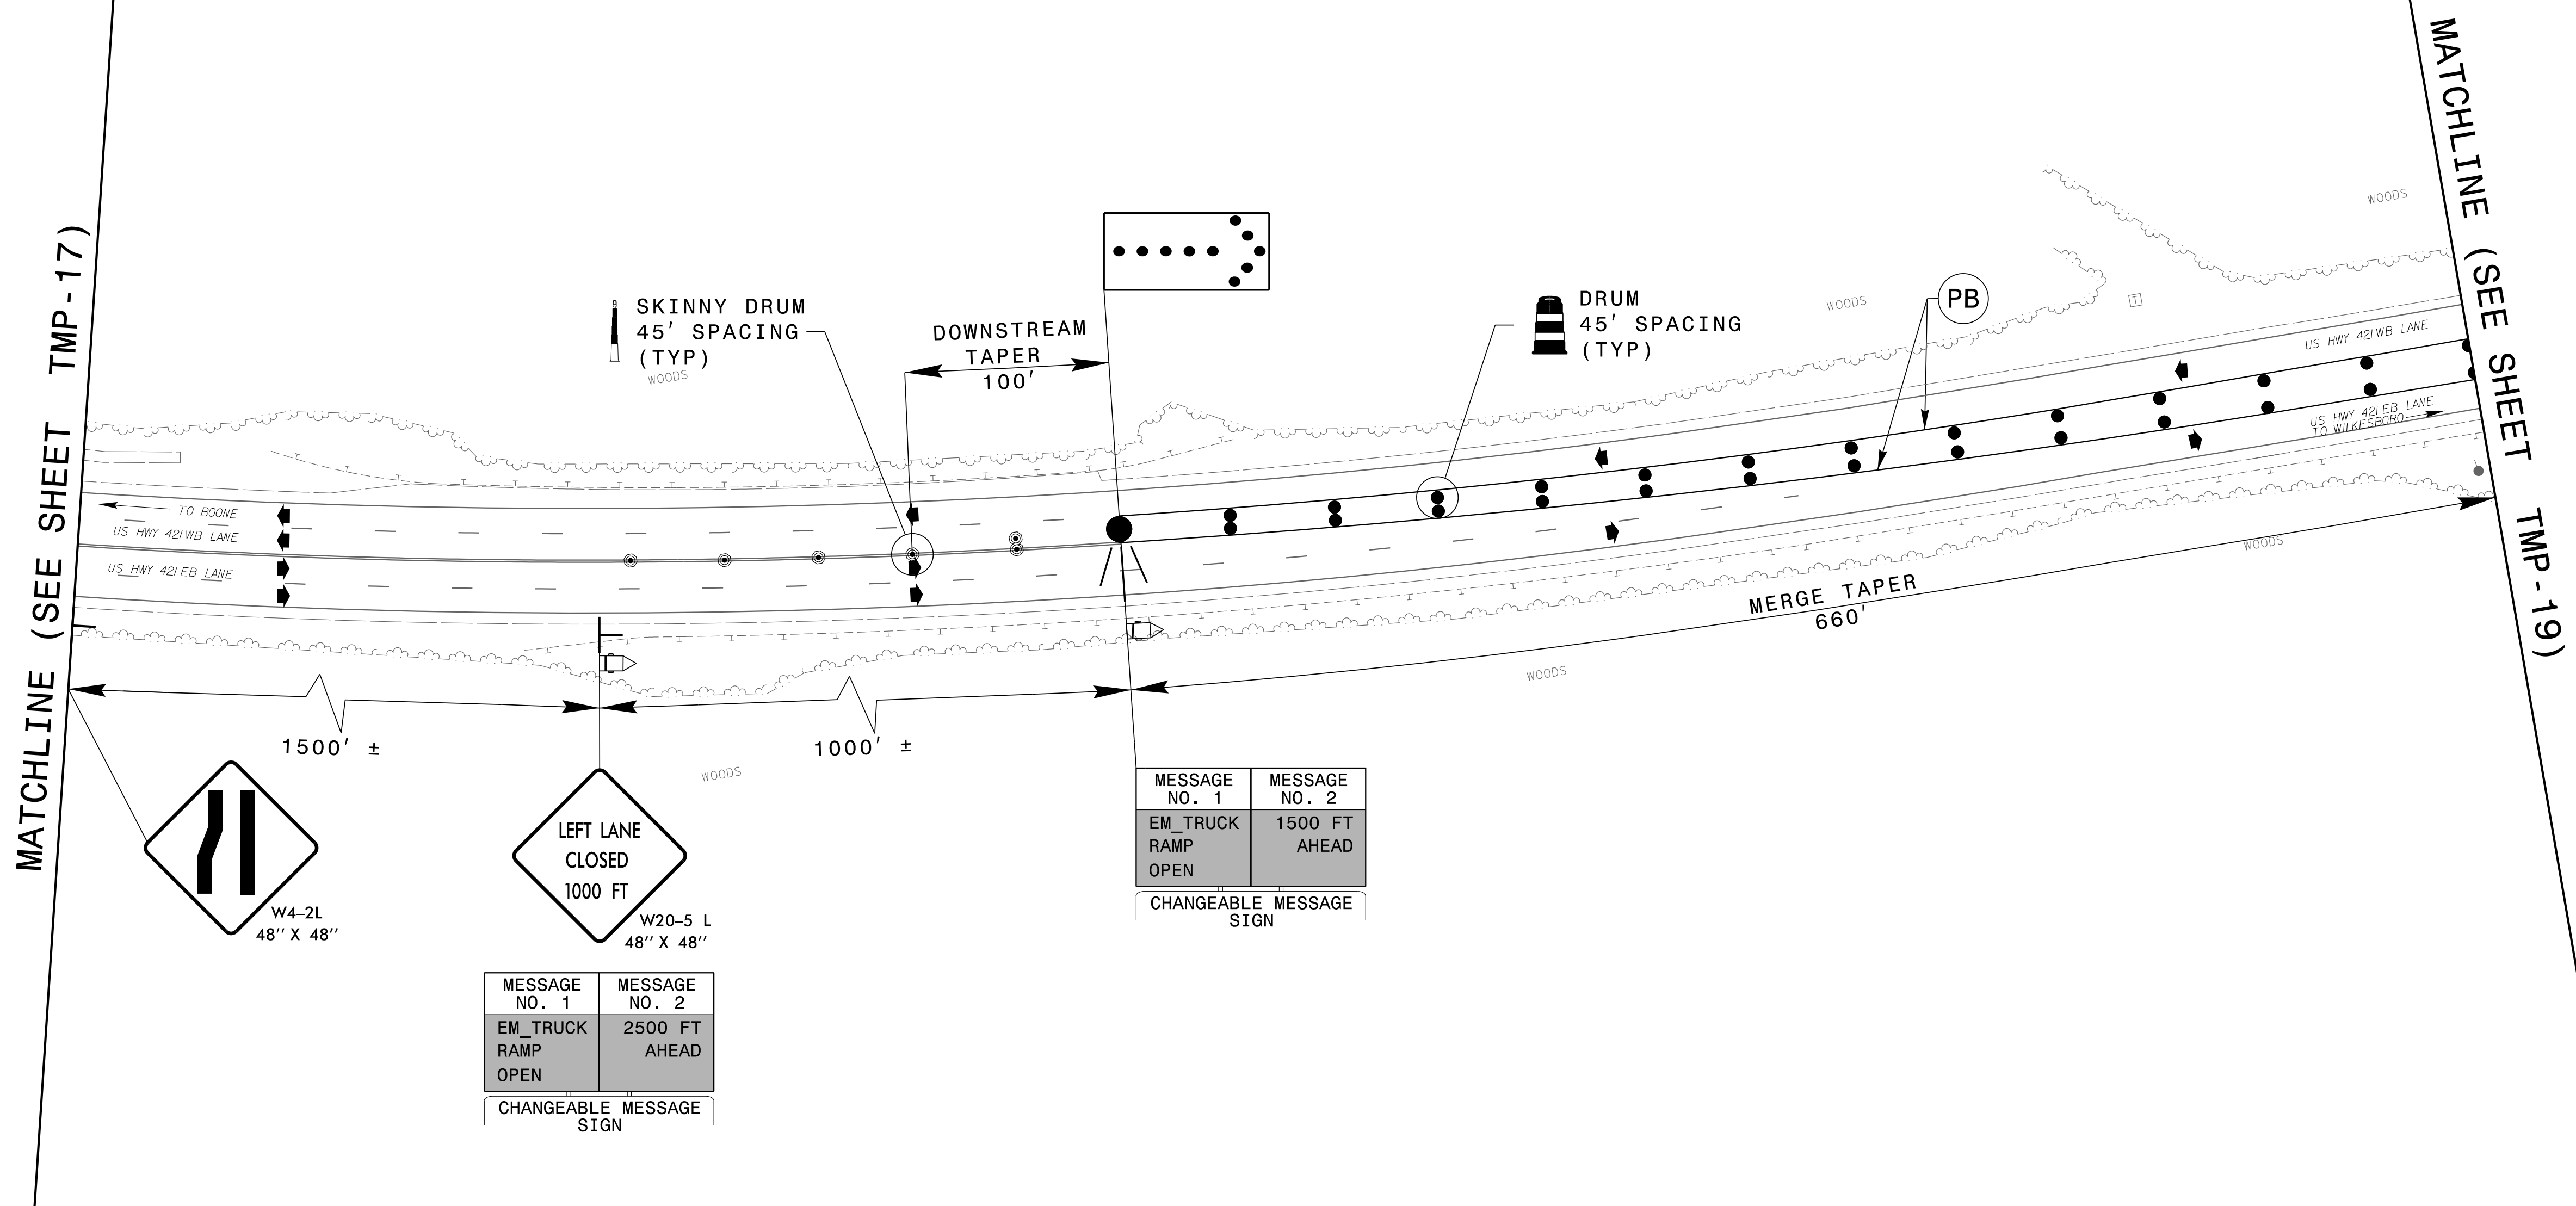 MATCHLINE (SEE SHEET TMP-17)
MATCHLINE (SEE SHEET TMP-19)
SKINNY DRUM
45' SPACING
(TYP)
WOODS
DOWNSTREAM
TAPER
100'
DRUM
45' SPACING
(TYP)
WOODS
PB
WOODS
T
US HWY 421 WB LANE
US HWY 421 EB LANE
TO WILKESBORO
TO BOONE
US HWY 421 WB LANE
US HWY 421 EB LANE
WOODS
MERGE TAPER
660'
WOODS
1500' ±
1000' ±
WOODS
W4-2L
48" X 48"
LEFT LANE
CLOSED
1000 FT
W20-5 L
48" X 48"
MESSAGE NO. 1
MESSAGE NO. 2
EM_TRUCK
RAMP
OPEN
1500 FT
AHEAD
CHANGEABLE MESSAGE
SIGN
MESSAGE NO. 1
MESSAGE NO. 2
EM_TRUCK
RAMP
OPEN
2500 FT
AHEAD
CHANGEABLE MESSAGE
SIGN